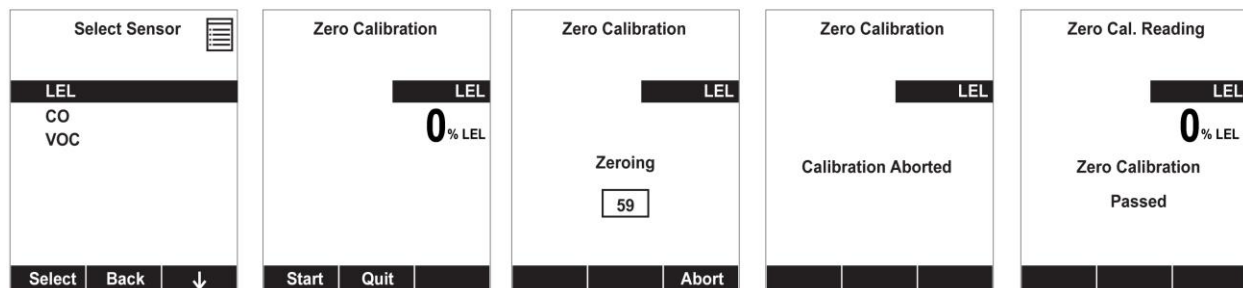 Select Sensor
LEL
CO
VOC
Select Back ↓
Zero Calibration
LEL
0 % LEL
Start Quit
Zero Calibration
LEL
Zeroing
59
Abort
Zero Calibration
LEL
Calibration Aborted
Zero Cal. Reading
LEL
0 % LEL
Zero Calibration
Passed